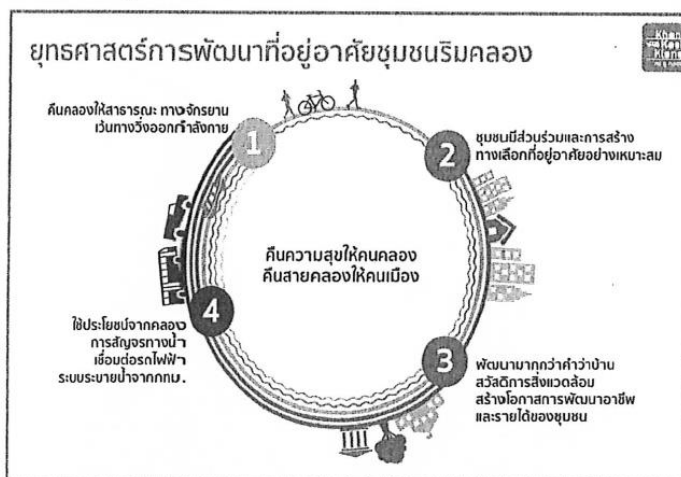 ยุทธศาสตร์การพัฒนาที่อยู่อาศัยชุมชนริมคลอง
คืนคลองให้สาธารณะ ทางจักรยาน
เว้นทางวิ่งออกกำลังกาย
1
2
ชุมชนมีส่วนร่วมและการสร้าง
ทางเลือกที่อยู่อาศัยอย่างเหมาะสม
คืนความสุขให้คนคลอง
คืนสายคลองให้คนเมือง
4
ใช้ประโยชน์จากคลอง
การสัญจรทางน้ำ
เชื่อมต่อรถไฟฟ้า
ระบบระบายน้ำจากกทม.
3
พัฒนามากกว่าคำว่าบ้าน
สวัสดิการสิ่งแวดล้อม
สร้างโอกาสการพัฒนาอาชีพ
และรายได้ของชุมชน